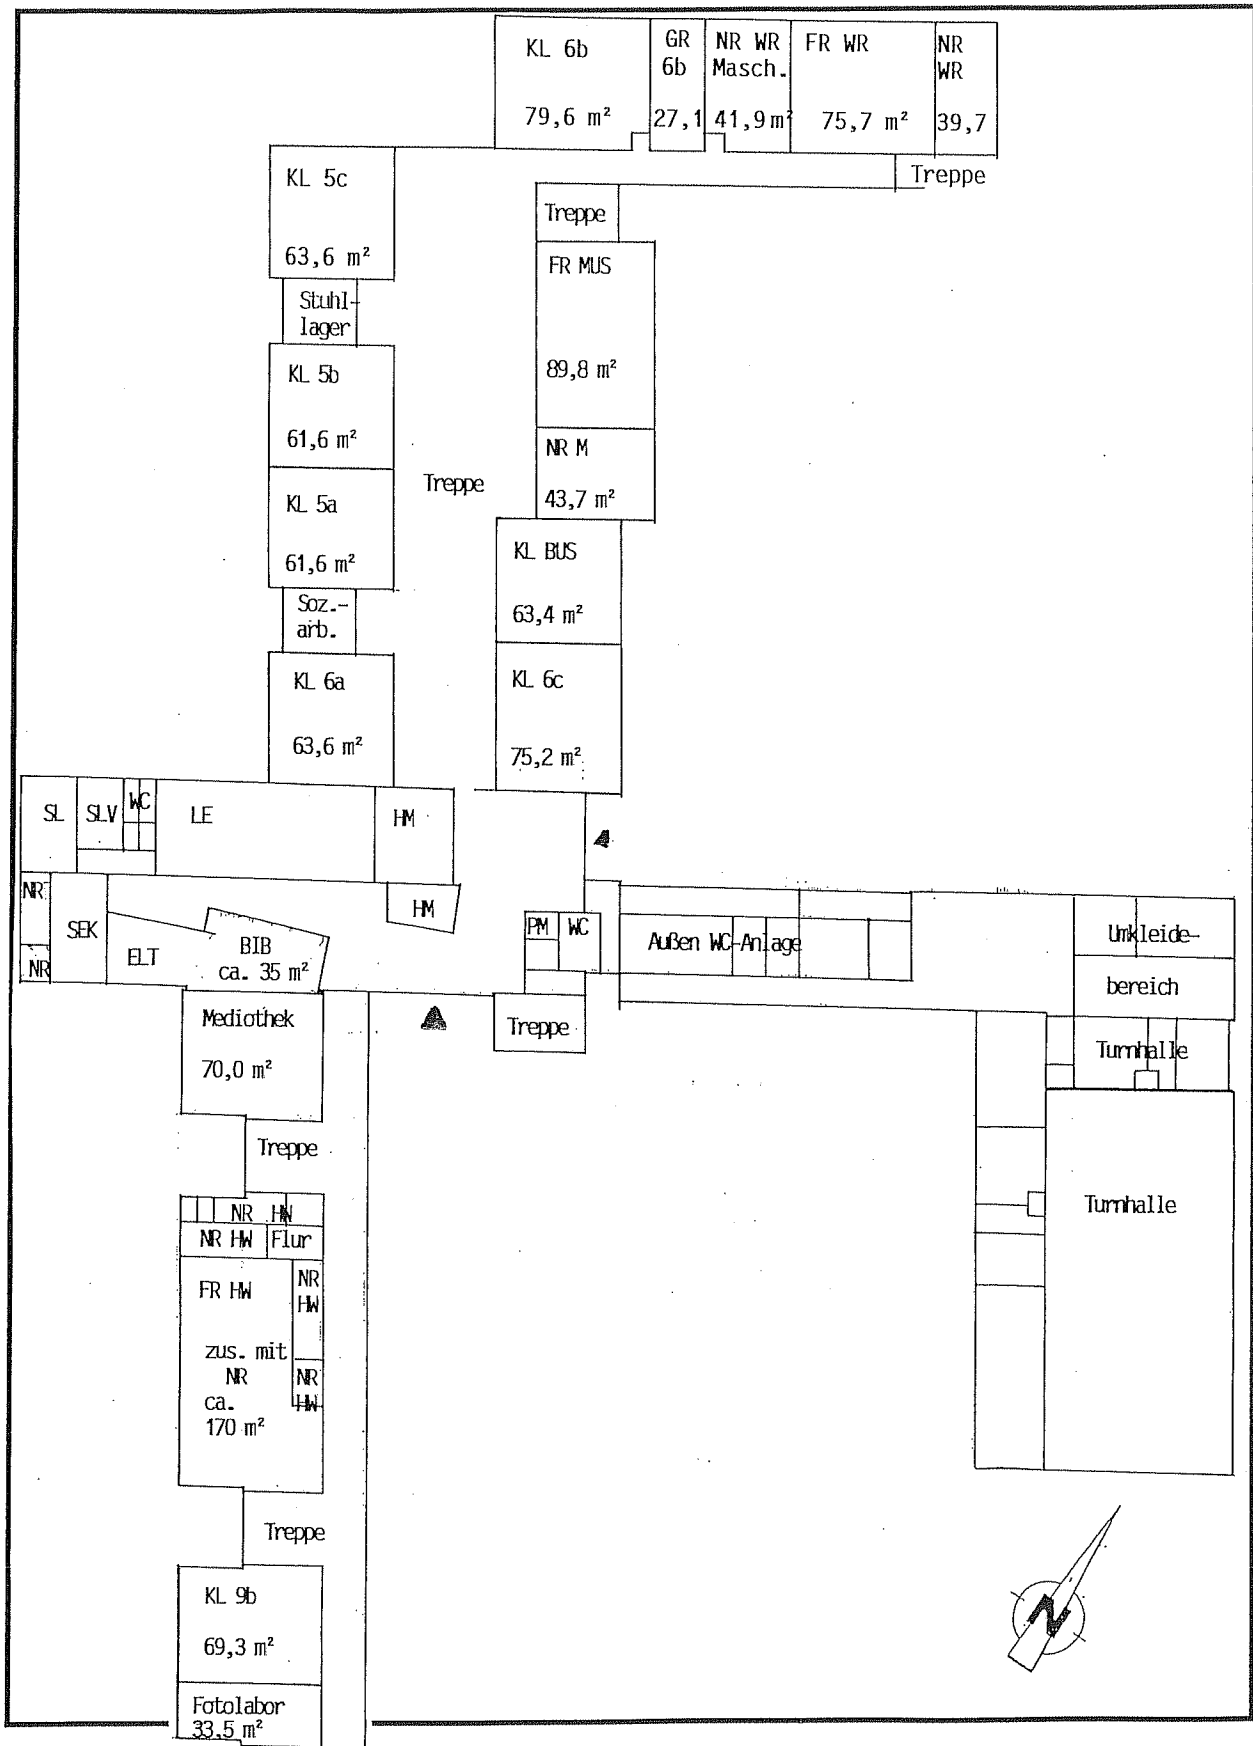 KL 6b
79,6 m²
GR
6b
27,1
NR WR
Masch.
41,9 m²
FR WR
75,7 m²
NR
WR
39,7
Treppe
KL 5c
63,6 m²
Treppe
FR MUS
89,8 m²
Stuhl-
lager
KL 5b
61,6 m²
NR M
43,7 m²
Treppe
KL 5a
61,6 m²
KL BUS
63,4 m²
Soz.-
arb.
KL 6a
63,6 m²
KL 6c
75,2 m²
SL
SLV
WC
LE
HM
NR
SEK
NR
ELT
BIB
ca. 35 m²
HM
PM
WC
Außen WC-Anlage
Umkleide-
bereich
Mediothek
70,0 m²
Treppe
Turnhalle
Treppe
NR HW
NR HW
Flur
FR HW
NR
HW
zus. mit
NR
ca.
170 m²
NR
HW
Turnhalle
Treppe
KL 9b
69,3 m²
Fotolabor
33,5 m²
N